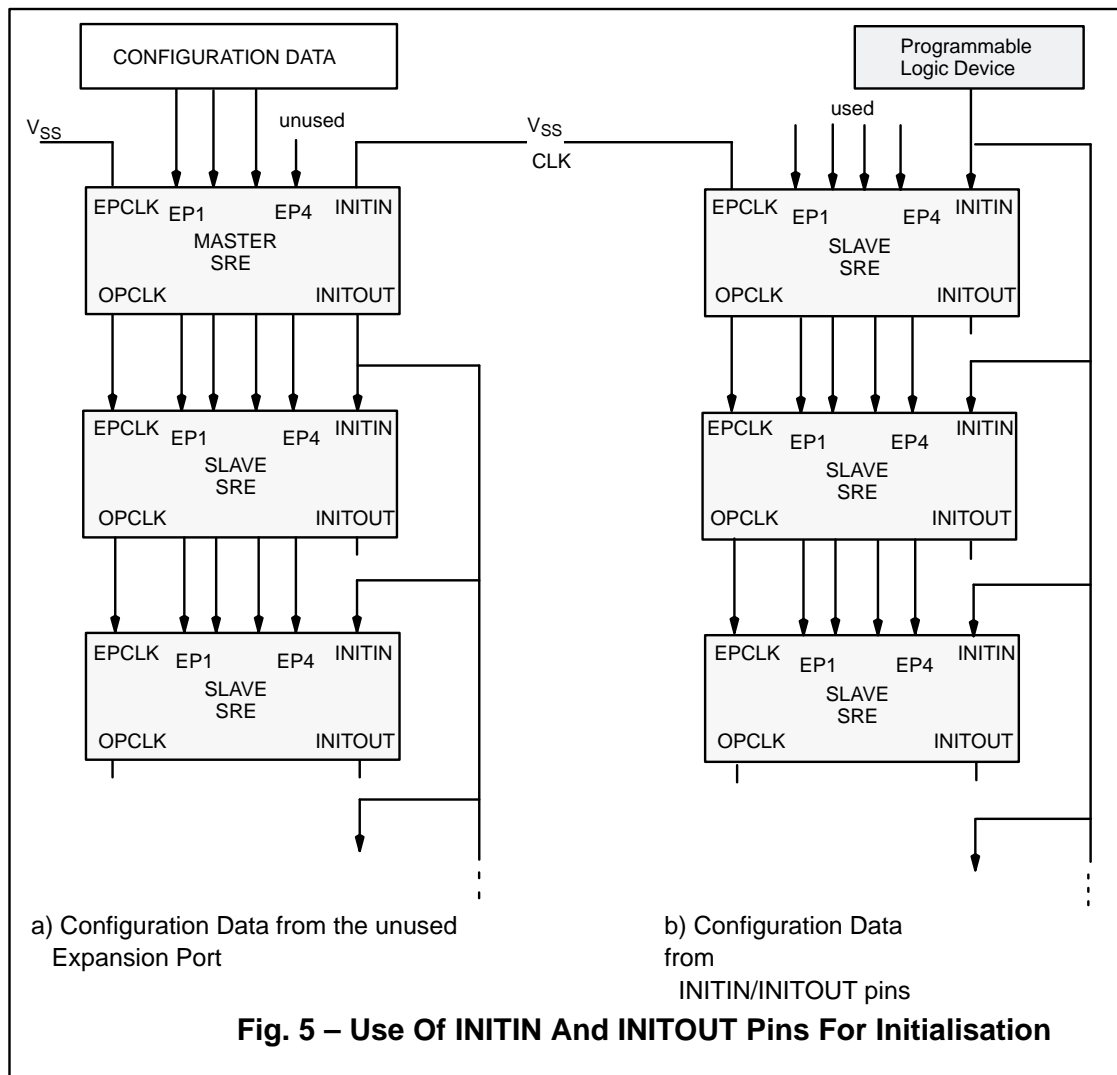 CONFIGURATION DATA
VSS
unused
EPCLK EP1 EP4 INITIN
MASTER
SRE
OPCLK INITOUT
EPCLK EP1 EP4 INITIN
SLAVE
SRE
OPCLK INITOUT
EPCLK EP1 EP4 INITIN
SLAVE
SRE
OPCLK INITOUT
a) Configuration Data from the unused
Expansion Port
Programmable
Logic Device
VSS
CLK
used
EPCLK EP1 EP4 INITIN
SLAVE
SRE
OPCLK INITOUT
EPCLK EP1 EP4 INITIN
SLAVE
SRE
OPCLK INITOUT
EPCLK EP1 EP4 INITIN
SLAVE
SRE
OPCLK INITOUT
b) Configuration Data
from
INITIN/INITOUT pins
Fig. 5 – Use Of INITIN And INITOUT Pins For Initialisation